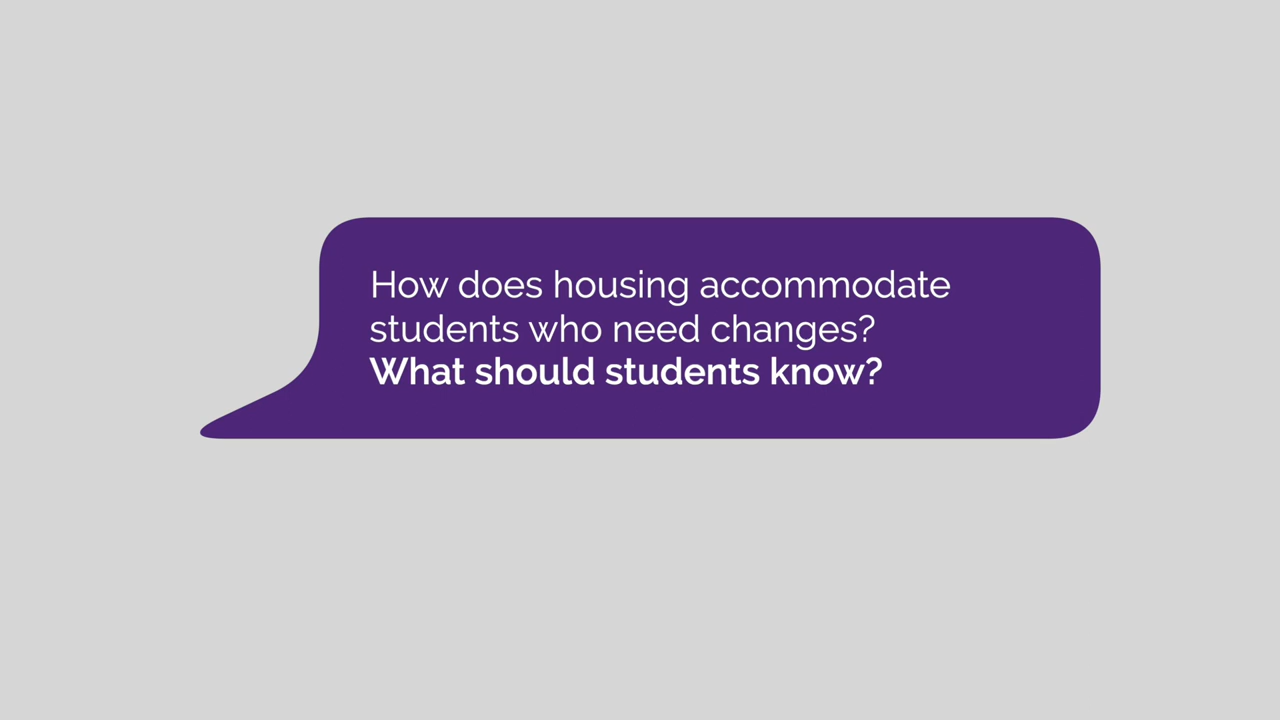 How does housing accommodate
students who need changes?
What should students know?